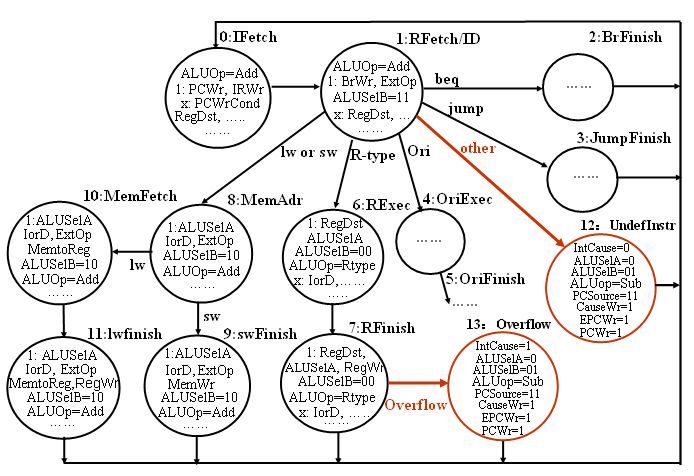 0:IFetch
ALUOp=Add
1: PCWr, IRWr
x: PCWrCond
RegDst, .....
......
1:RFetch/ID
ALUOp=Add
1: BrWr, ExtOp
ALUSelB=11
x: RegDst, ...
......
2:BrFinish
......
beq
jump
3:JumpFinish
other
lw or sw
R-type
Ori
10:MemFetch
1:ALUSelA
IorD, ExtOp
MemtoReg
ALUSelB=10
ALUOp=Add
......
lw
8:MemAdr
1:ALUSelA
IorD, ExtOp
ALUSelB=10
ALUOp=Add
......
sw
6:RExec
1: RegDst
ALUSelA
ALUSelB=00
ALUOp=Rtype
x: IorD,......
......
4:OriExec
......
5:OriFinish
......
12：UndefInstr
IntCause=0
ALUSelA=0
ALUSelB=01
ALUop=Sub
PCSource=11
CauseWr=1
EPCWr=1
PCWr=1
11:lwfinish
1: ALUSelA
IorD, ExtOp
MemtoReg,RegWr
ALUSelB=10
ALUOp=Add
......
9:swFinish
1:ALUSelA
IorD, ExtOp
MemWr
ALUSelB=10
ALUOp=Add
......
7:RFinish
1: RegDst,
ALUSelA, RegWr
ALUSelB=00
ALUOp=Rtype
x: IorD, ......
......
Overflow
13：Overflow
IntCause=1
ALUSelA=0
ALUSelB=01
ALUop=Sub
PCSource=11
CauseWr=1
EPCWr=1
PCWr=1